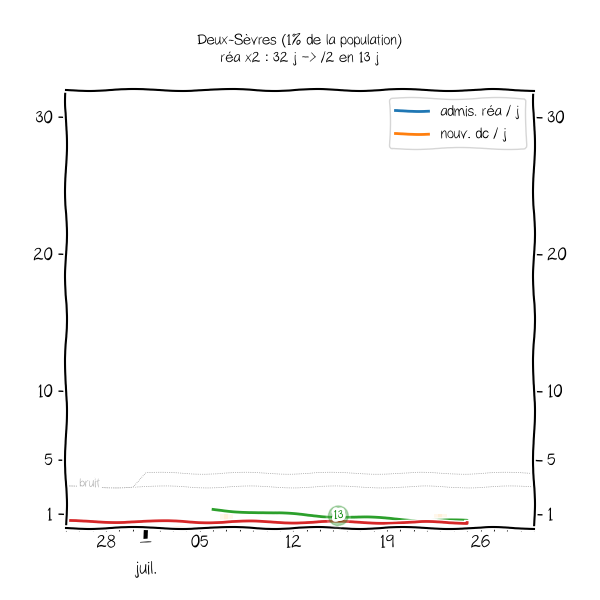 Deux-Sèvres (1% de la population)
réa x2 : 32 j -> /2 en 13 j
admis. réa / j
nouv. dc / j
30
30
20
20
10
10
5
5
bruit
1
1
13
28
1
05
12
19
26
juil.